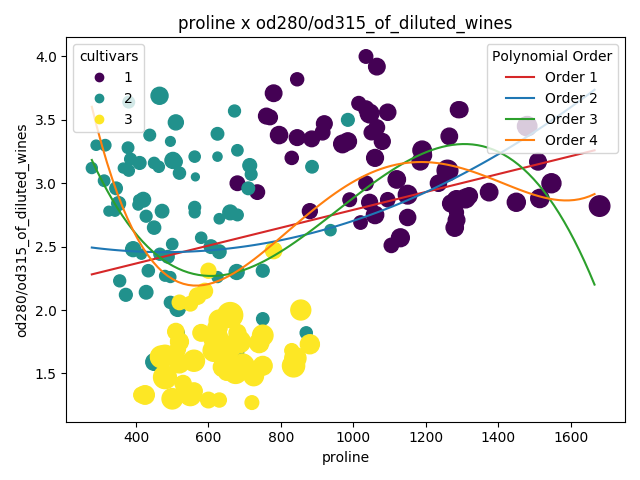 proline x od280/od315_of_diluted_wines
cultivars
1
2
3
Polynomial Order
Order 1
Order 2
Order 3
Order 4
od280/od315_of_diluted_wines
4.0
3.5
3.0
2.5
2.0
1.5
400 600 800 1000 1200 1400 1600
proline